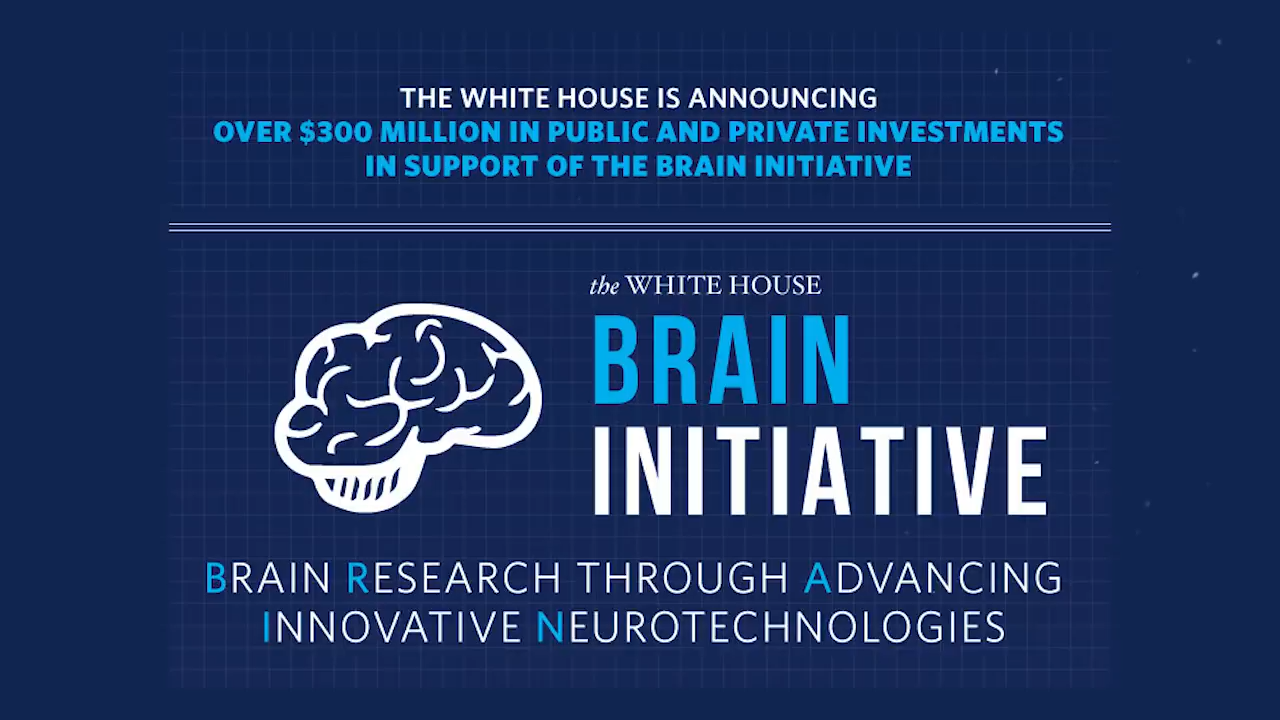 THE WHITE HOUSE IS ANNOUNCING
OVER $300 MILLION IN PUBLIC AND PRIVATE INVESTMENTS
IN SUPPORT OF THE BRAIN INITIATIVE
the WHITE HOUSE
BRAIN
INITIATIVE
BRAIN RESEARCH THROUGH ADVANCING
INNOVATIVE NEUROTECHNOLOGIES